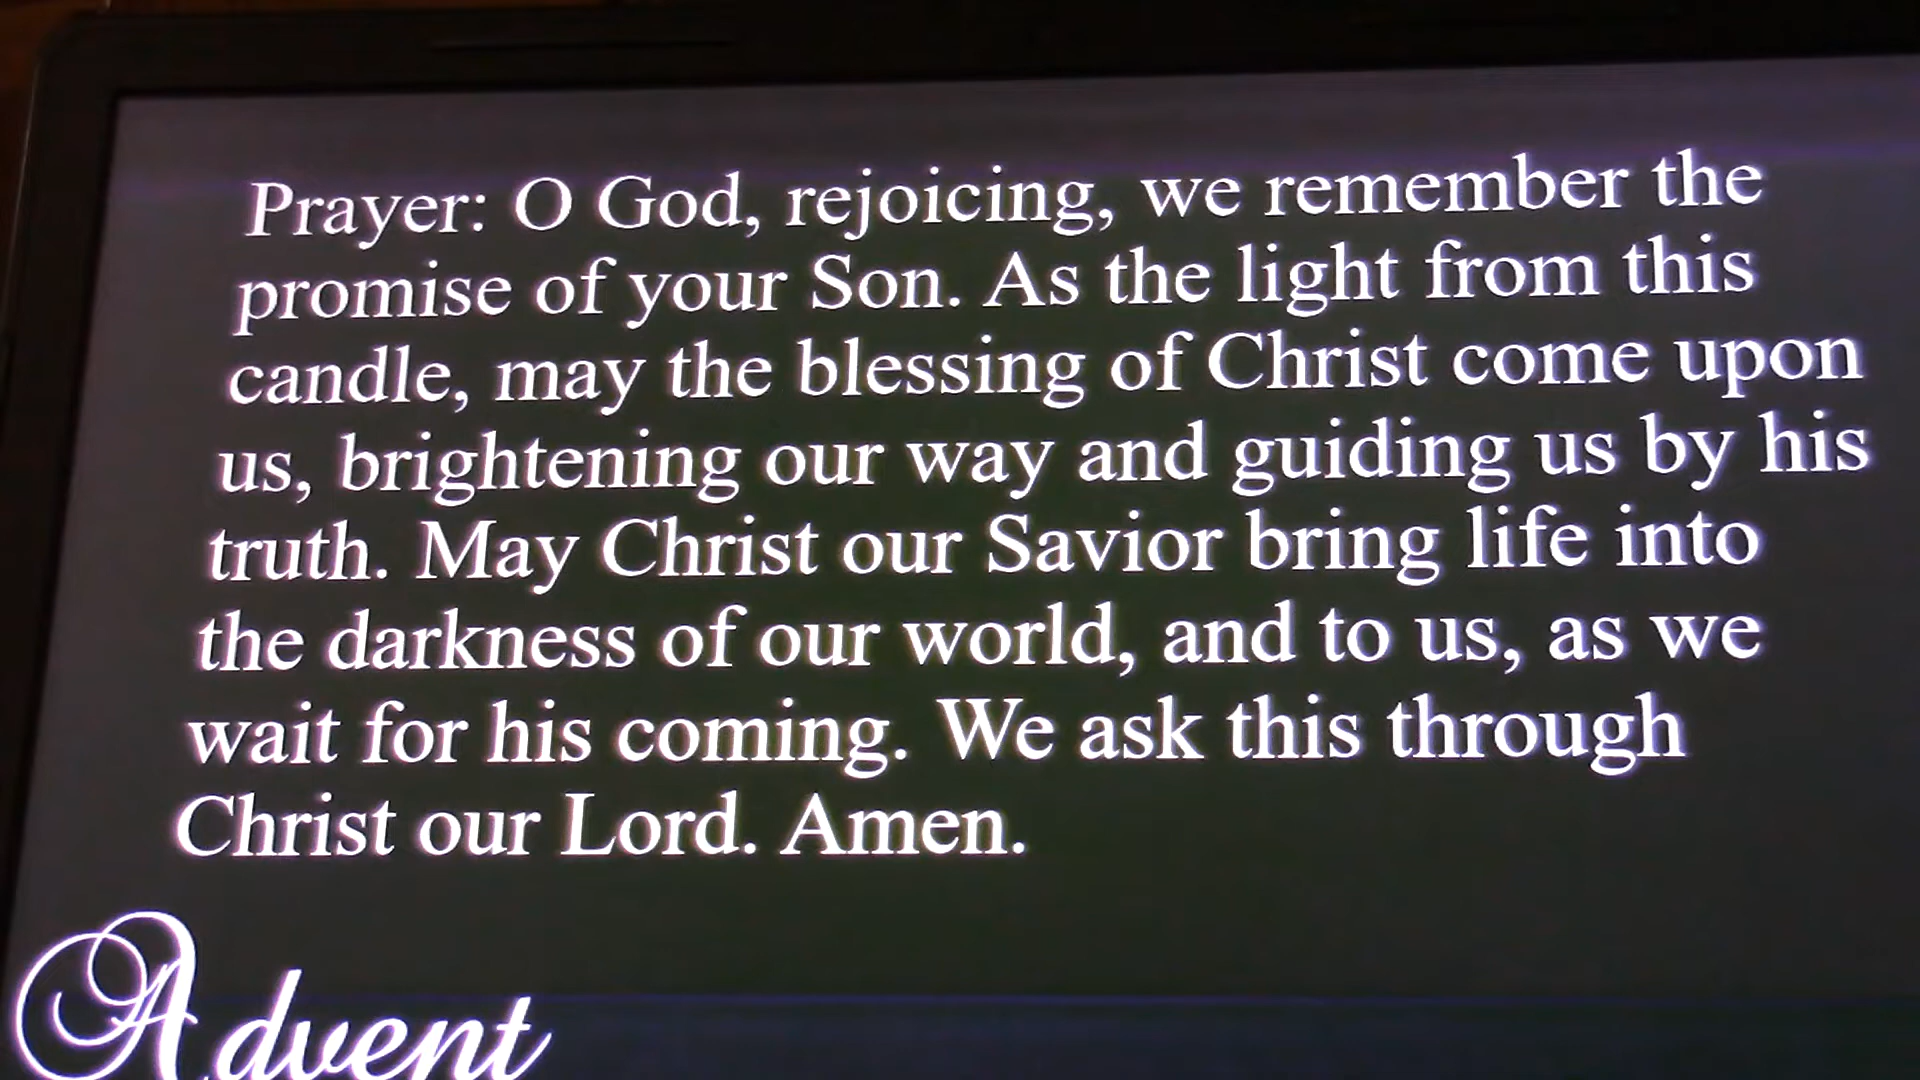 Prayer: O God, rejoicing, we remember the
promise of your Son. As the light from this
candle, may the blessing of Christ come upon
us, brightening our way and guiding us by his
truth. May Christ our Savior bring life into
the darkness of our world, and to us, as we
wait for his coming. We ask this through
Christ our Lord. Amen.
Advent